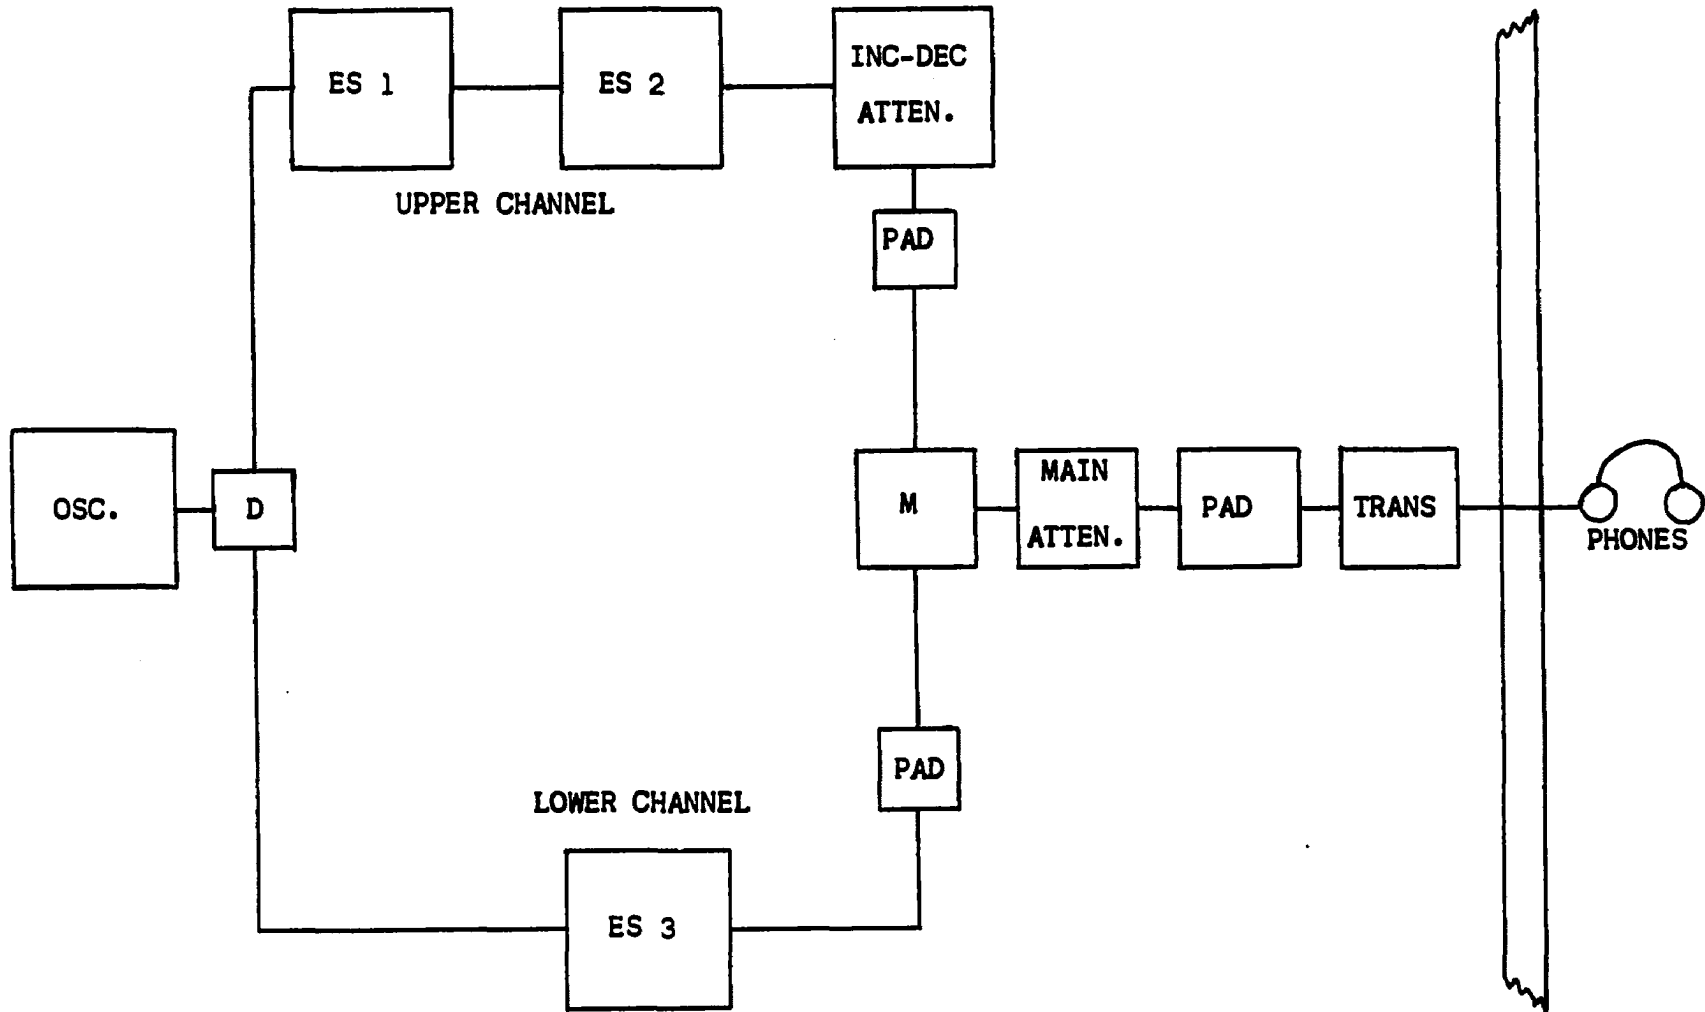 ES 1
ES 2
INC-DEC
ATTEN.
UPPER CHANNEL
PAD
OSC.
D
M
MAIN
ATTEN.
PAD
TRANS
PHONES
PAD
LOWER CHANNEL
ES 3